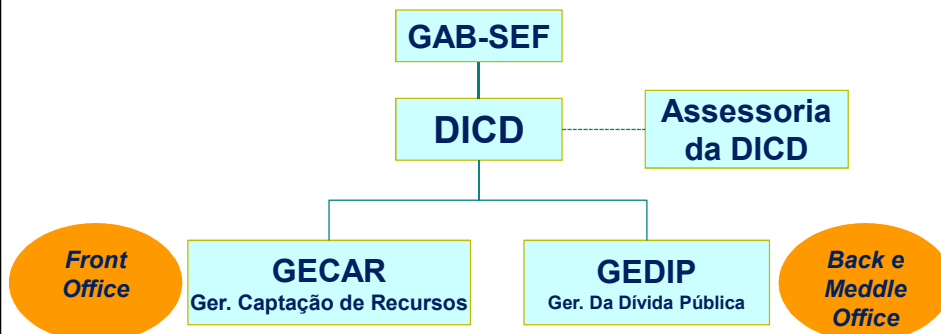 GAB-SEF
DICD
Assessoria
da DICD
Front
Office
GECAR
Ger. Captação de Recursos
GEDIP
Ger. Da Dívida Pública
Back e
Meddle
Office